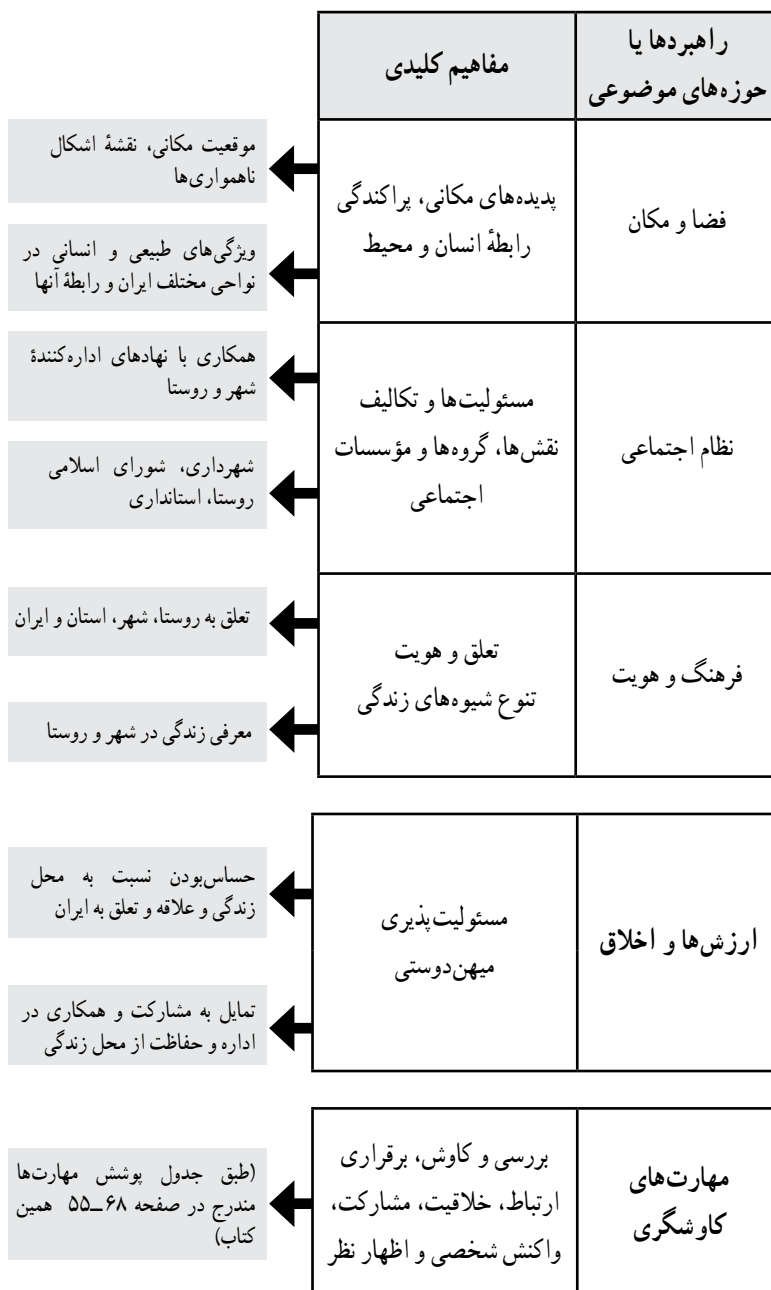 راهبردها یا
حوزه‌های موضوعی
مفاهیم کلیدی
فضا و مکان
پدیده‌های مکانی، پراکندگی
رابطهٔ انسان و محیط
موقعیت مکانی، نقشهٔ اشکال
ناهمواری‌ها
ویژگی‌های طبیعی و انسانی در
نواحی مختلف ایران و رابطهٔ آنها
نظام اجتماعی
مسئولیت‌ها و تکالیف
نقش‌ها، گروه‌ها و مؤسسات
اجتماعی
همکاری با نهادهای اداره‌کنندهٔ
شهر و روستا
شهرداری، شورای اسلامی
روستا، استانداری
فرهنگ و هویت
تعلق و هویت
تنوع شیوه‌های زندگی
تعلق به روستا، شهر، استان و ایران
معرفی زندگی در شهر و روستا
ارزش‌ها و اخلاق
مسئولیت‌پذیری
میهن‌دوستی
حساس‌بودن نسبت به محل
زندگی و علاقه و تعلق به ایران
تمایل به مشارکت و همکاری در
اداره و حفاظت از محل زندگی
مهارت‌های
کاوشگری
بررسی و کاوش، برقراری
ارتباط، خلاقیت، مشارکت،
واکنش شخصی و اظهار نظر
(طبق جدول پوشش مهارت‌ها
مندرج در صفحه ۶۸ــ۵۵ همین
کتاب)